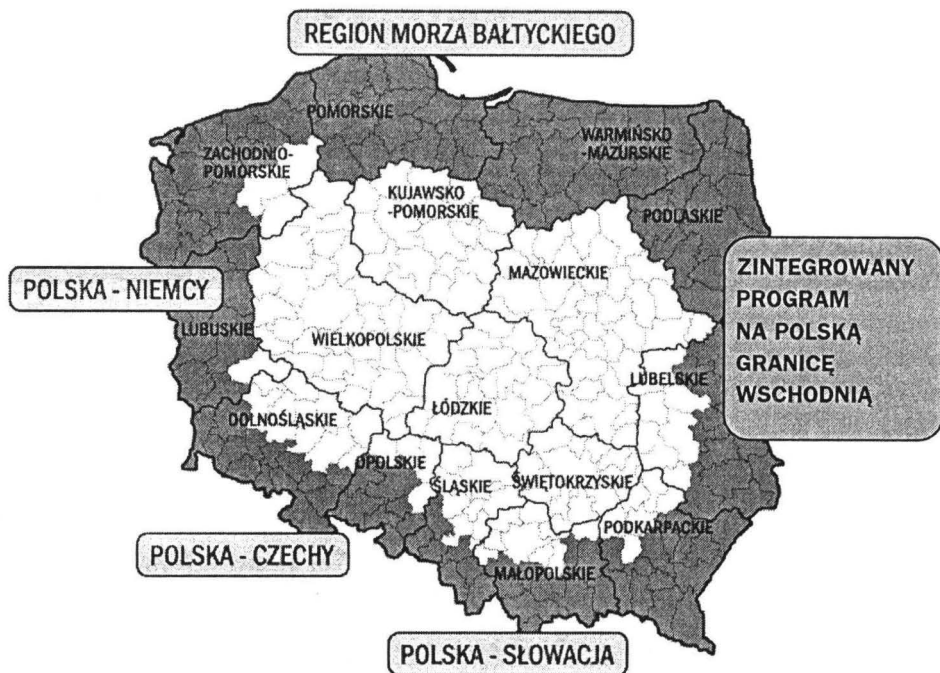 REGION MORZA BAŁTYCKIEGO
POMORSKIE
WARMIŃSKO
-MAZURSKIE
ZACHODNIO-
POMORSKIE
KUJAWSKO
-POMORSKIE
PODLASKIE
MAZOWIECKIE
POLSKA - NIEMCY
ZINTEGROWANY
PROGRAM
NA POLSKĄ
GRANICĘ
WSCHODNIĄ
LUBUSKIE
WIELKOPOLSKIE
LUBELSKIE
ŁÓDZKIE
DOLNOŚLĄSKIE
OPOLSKIE
ŚLĄSKIE
ŚWIĘTOKRZYSKIE
PODKARPACKIE
POLSKA - CZECHY
MAŁOPOLSKIE
POLSKA - SŁOWACJA